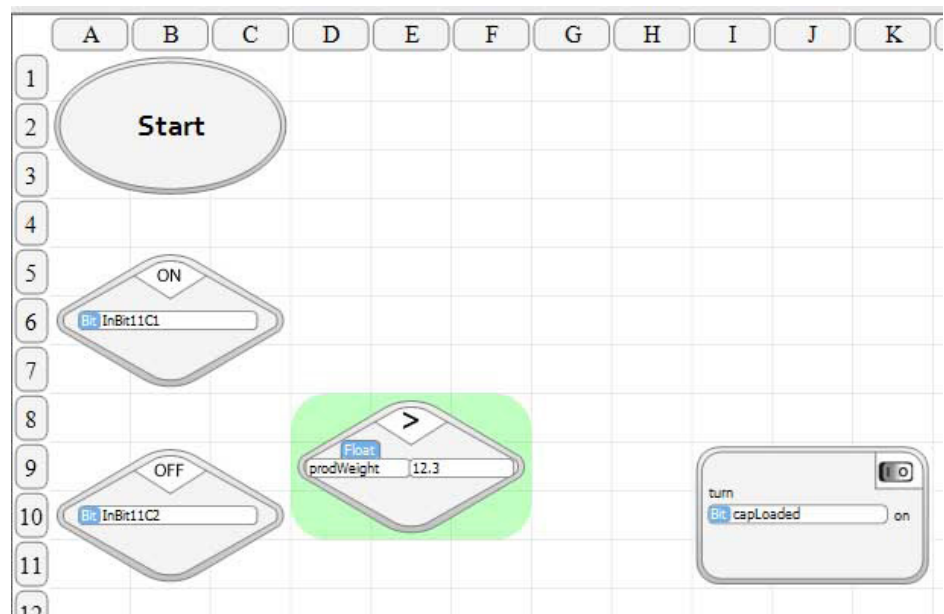 A B C D E F G H I J K
1
2
Start
3
4
5
ON
6
Bit InBit11C1
7
8
>
Float
9
prodWeight 12.3
OFF
turn
10
Bit InBit11C2
Bit capLoaded on
11
12